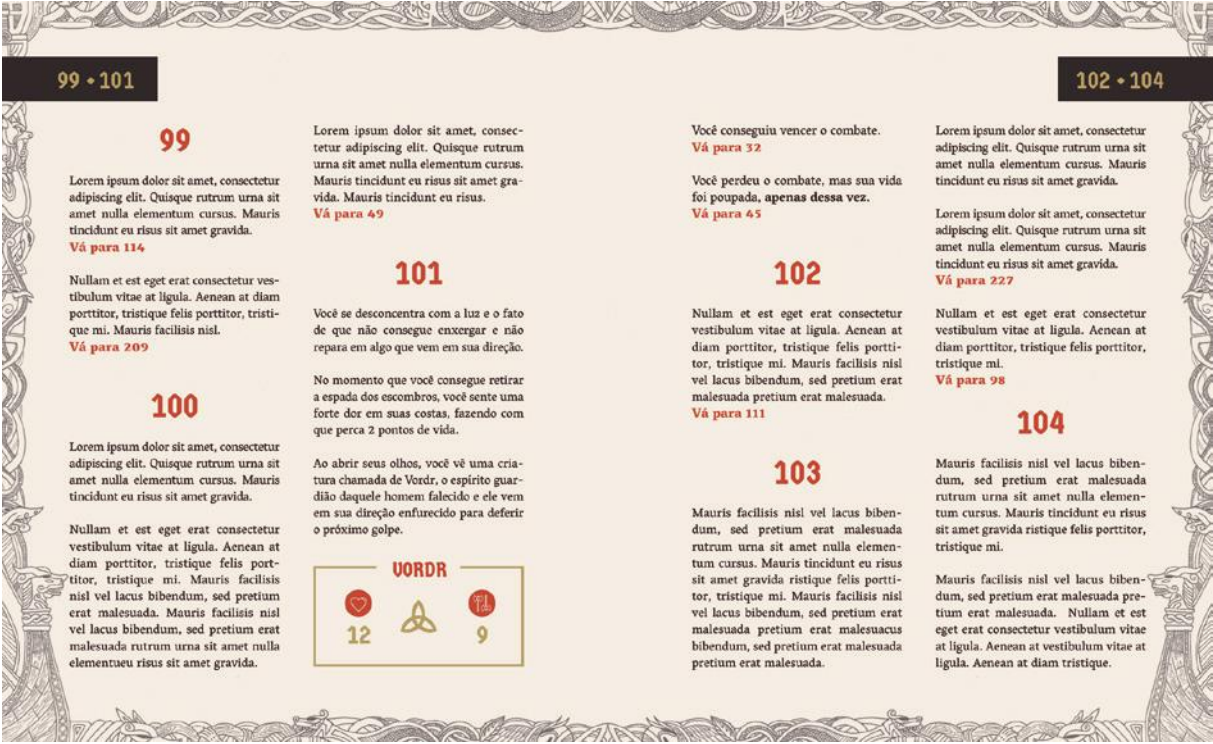 99 • 101
99
Lorem ipsum dolor sit amet, consectetur
adipiscing elit. Quisque rutrum urna sit
amet nulla elementum cursus. Mauris
tincidunt eu risus sit amet gravida.
Vá para 114
Nullam et est eget erat consectetur ves-
tibulum vitae at ligula. Aenean at diam
porttitor, tristique felis porttitor, tristi-
que mi. Mauris facilisis nisl.
Vá para 209
100
Lorem ipsum dolor sit amet, consectetur
adipiscing elit. Quisque rutrum urna sit
amet nulla elementum cursus. Mauris
tincidunt eu risus sit amet gravida.
Nullam et est eget erat consectetur
vestibulum vitae at ligula. Aenean at
diam porttitor, tristique felis port-
titor, tristique mi. Mauris facilisis
nisl vel lacus bibendum, sed pretium
erat malesuada. Mauris facilisis nisl
vel lacus bibendum, sed pretium erat
malesuada rutrum urna sit amet nulla
elementueu risus sit amet gravida.
Lorem ipsum dolor sit amet, consec-
tetur adipiscing elit. Quisque rutrum
urna sit amet nulla elementum cursus.
Mauris tincidunt eu risus sit amet gra-
vida. Mauris tincidunt eu risus.
Vá para 49
101
Você se desconcentra com a luz e o fato
de que não consegue enxergar e não
repara em algo que vem em sua direção.
No momento que você consegue retirar
a espada dos escombros, você sente uma
forte dor em suas costas, fazendo com
que perca 2 pontos de vida.
Ao abrir seus olhos, você vê uma cria-
tura chamada de Vordr, o espírito guar-
dião daquele homem falecido e ele vem
em sua direção enfurecido para deferir
o próximo golpe.
VORDR
12
9
102 • 104
Você conseguiu vencer o combate.
Vá para 32
Você perdeu o combate, mas sua vida
foi poupada, apenas dessa vez.
Vá para 45
102
Nullam et est eget erat consectetur
vestibulum vitae at ligula. Aenean at
diam porttitor, tristique felis portti-
tor, tristique mi. Mauris facilisis nisl
vel lacus bibendum, sed pretium erat
malesuada pretium erat malesuada.
Vá para 111
103
Mauris facilisis nisl vel lacus biben-
dum, sed pretium erat malesuada
rutrum urna sit amet nulla elemen-
tum cursus. Mauris tincidunt eu risus
sit amet gravida ristique felis portti-
tor, tristique mi. Mauris facilisis nisl
vel lacus bibendum, sed pretium erat
malesuada pretium erat malesuacus
bibendum, sed pretium erat malesuada
pretium erat malesuada.
Lorem ipsum dolor sit amet, consectetur
adipiscing elit. Quisque rutrum urna sit
amet nulla elementum cursus. Mauris
tincidunt eu risus sit amet gravida.
Lorem ipsum dolor sit amet, consectetur
adipiscing elit. Quisque rutrum urna sit
amet nulla elementum cursus. Mauris
tincidunt eu risus sit amet gravida.
Vá para 227
Nullam et est eget erat consectetur
vestibulum vitae at ligula. Aenean at
diam porttitor, tristique felis porttitor,
tristique mi.
Vá para 98
104
Mauris facilisis nisl vel lacus biben-
dum, sed pretium erat malesuada
rutrum urna sit amet nulla elemen-
tum cursus. Mauris tincidunt eu risus
sit amet gravida ristique felis porttitor,
tristique mi.
Mauris facilisis nisl vel lacus biben-
dum, sed pretium erat malesuada pre-
tium erat malesuada. Nullam et est
eget erat consectetur vestibulum vitae
at ligula. Aenean at vestibulum vitae at
ligula. Aenean at diam tristique.